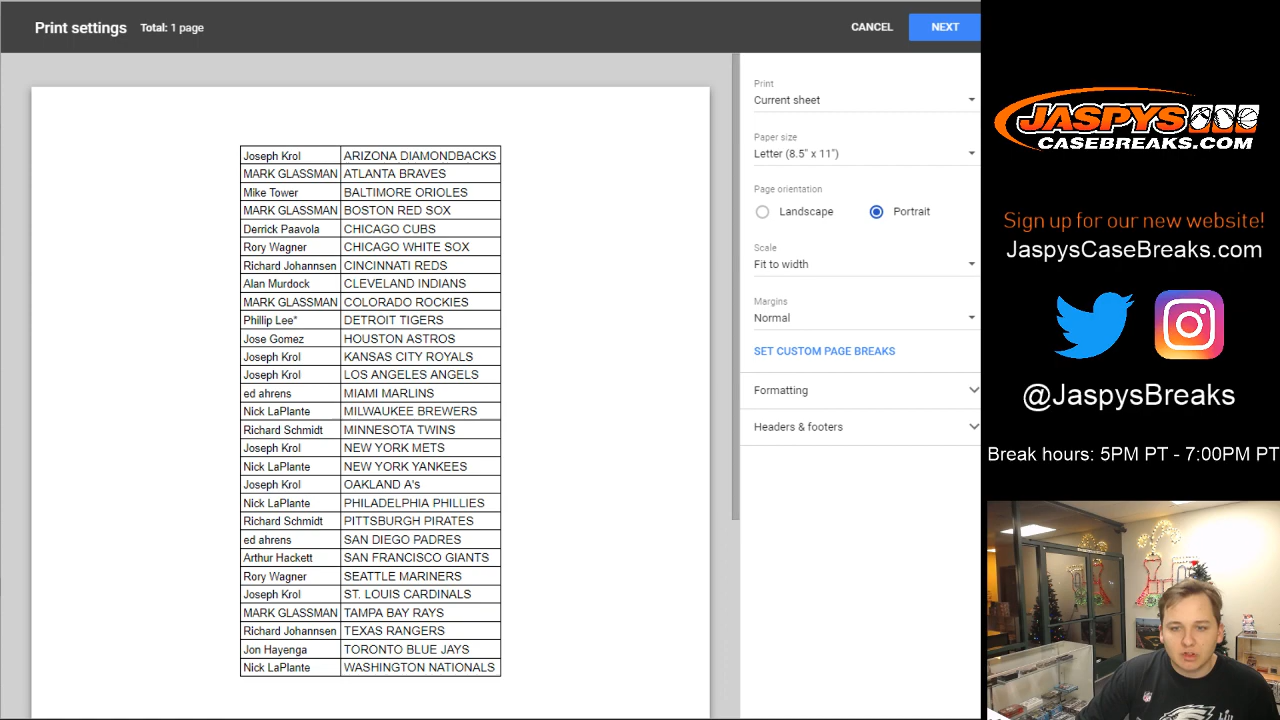 Print settings Total: 1 page CANCEL NEXT
Joseph Krol ARIZONA DIAMONDBACKS
MARK GLASSMAN ATLANTA BRAVES
Mike Tower BALTIMORE ORIOLES
MARK GLASSMAN BOSTON RED SOX
Derrick Paavola CHICAGO CUBS
Rory Wagner CHICAGO WHITE SOX
Richard Johannsen CINCINNATI REDS
Alan Murdock CLEVELAND INDIANS
MARK GLASSMAN COLORADO ROCKIES
Phillip Lee* DETROIT TIGERS
Jose Gomez HOUSTON ASTROS
Joseph Krol KANSAS CITY ROYALS
Joseph Krol LOS ANGELES ANGELS
ed ahrens MIAMI MARLINS
Nick LaPlante MILWAUKEE BREWERS
Richard Schmidt MINNESOTA TWINS
Joseph Krol NEW YORK METS
Nick LaPlante NEW YORK YANKEES
Joseph Krol OAKLAND A's
Nick LaPlante PHILADELPHIA PHILLIES
Richard Schmidt PITTSBURGH PIRATES
ed ahrens SAN DIEGO PADRES
Arthur Hackett SAN FRANCISCO GIANTS
Rory Wagner SEATTLE MARINERS
Joseph Krol ST. LOUIS CARDINALS
MARK GLASSMAN TAMPA BAY RAYS
Richard Johannsen TEXAS RANGERS
Jon Hayenga TORONTO BLUE JAYS
Nick LaPlante WASHINGTON NATIONALS
Print
Current sheet
Paper size
Letter (8.5" x 11")
Page orientation
Landscape Portrait
Scale
Fit to width
Margins
Normal
SET CUSTOM PAGE BREAKS
Formatting
Headers & footers
JASPYS
CASEBREAKS.COM
Sign up for our new website!
JaspysCaseBreaks.com
@JaspysBreaks
Break hours: 5PM PT - 7:00PM PT